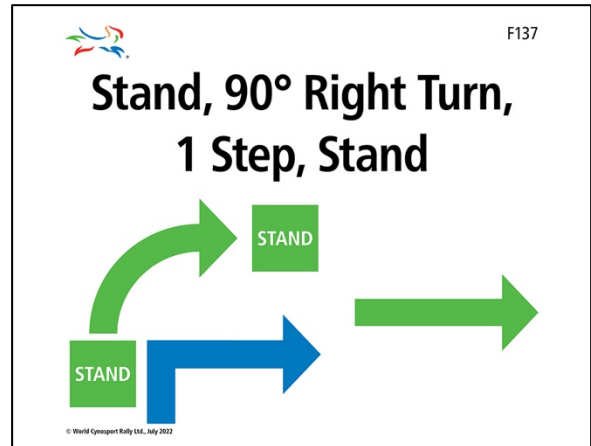 F137
Stand, 90° Right Turn,
1 Step, Stand
STAND
STAND
© World Cynosport Rally Ltd., July 2022